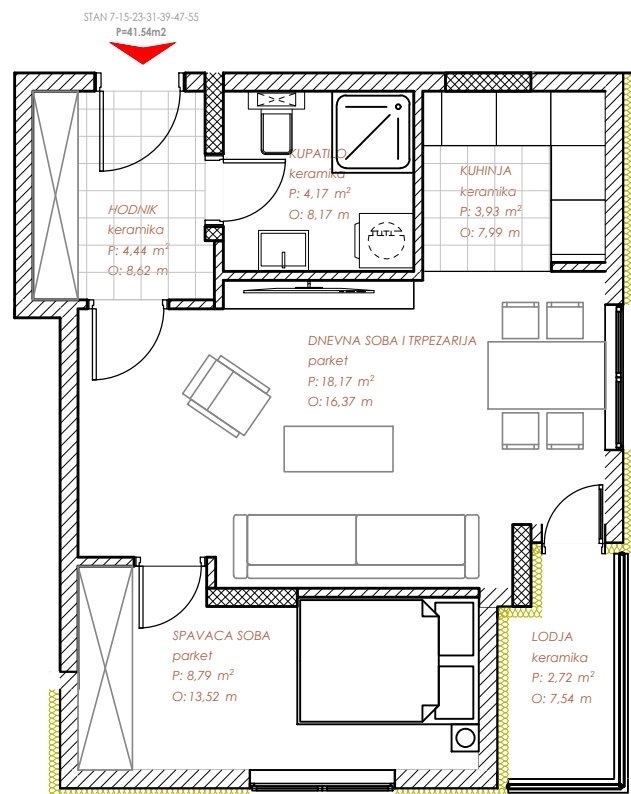 STAN 7-15-23-31-39-47-55
P=41.54m2
KUPATILO
keramika
P: 4,17 m²
O: 8,17 m
KUHINJA
keramika
P: 3,93 m²
O: 7,99 m
HODNIK
keramika
P: 4,44 m²
O: 8,62 m
DNEVNA SOBA I TRPEZARIJA
parket
P: 18,17 m²
O: 16,37 m
SPAVACA SOBA
parket
P: 8,79 m²
O: 13,52 m
LODJA
keramika
P: 2,72 m²
O: 7,54 m